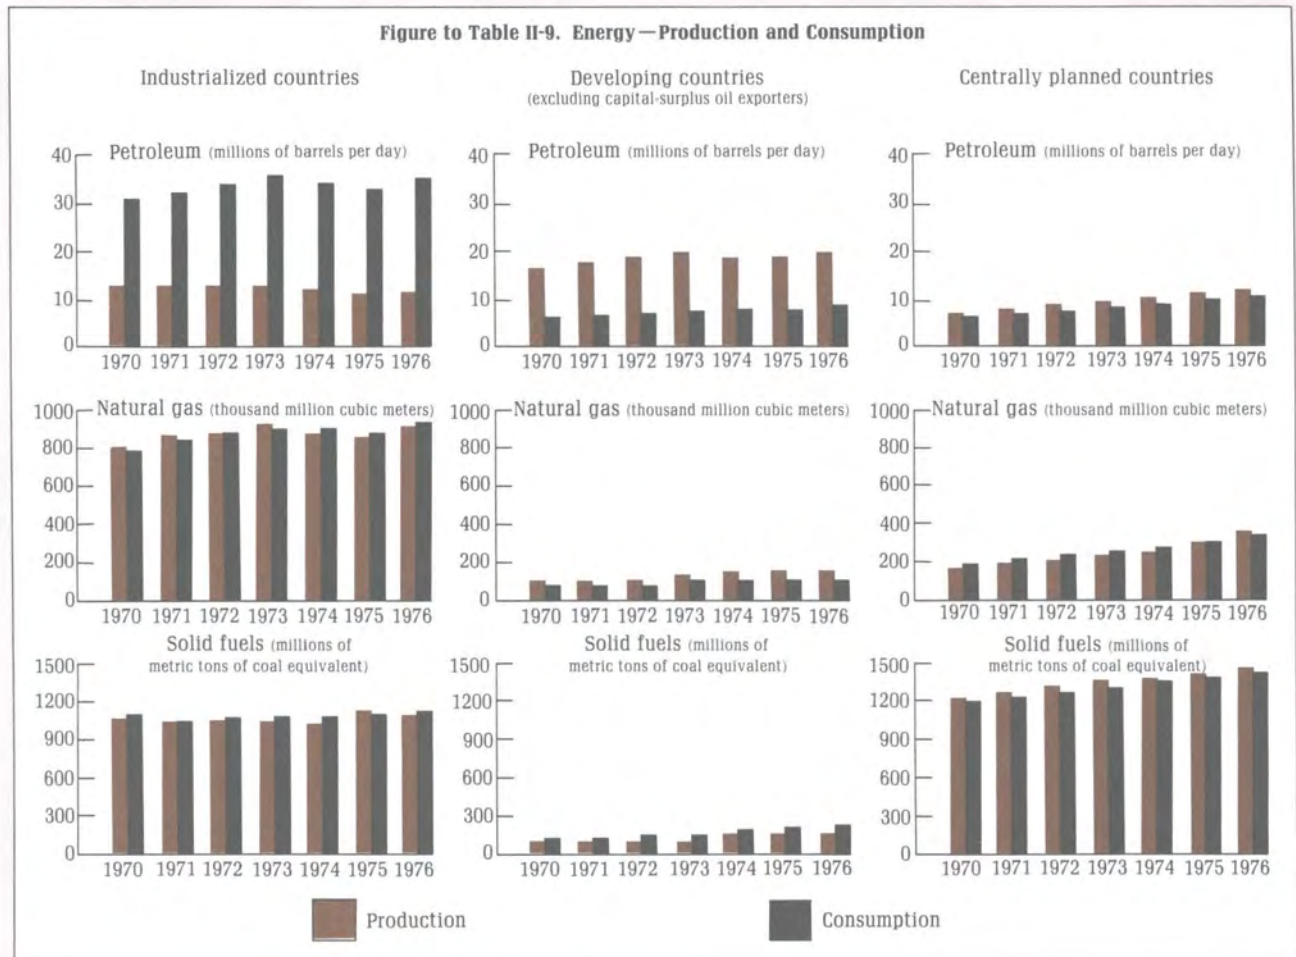 Figure to Table II-9. Energy—Production and Consumption
Industrialized countries
Developing countries
(excluding capital-surplus oil exporters)
Centrally planned countries
Petroleum (millions of barrels per day)
40
30
20
10
0
1970 1971 1972 1973 1974 1975 1976
Petroleum (millions of barrels per day)
40
30
20
10
0
1970 1971 1972 1973 1974 1975 1976
Petroleum (millions of barrels per day)
40
30
20
10
0
1970 1971 1972 1973 1974 1975 1976
Natural gas (thousand million cubic meters)
1000
800
600
400
200
0
1970 1971 1972 1973 1974 1975 1976
Natural gas (thousand million cubic meters)
1000
800
600
400
200
0
1970 1971 1972 1973 1974 1975 1976
Natural gas (thousand million cubic meters)
1000
800
600
400
200
0
1970 1971 1972 1973 1974 1975 1976
Solid fuels (millions of
metric tons of coal equivalent)
1500
1200
900
600
300
0
1970 1971 1972 1973 1974 1975 1976
Solid fuels (millions of
metric tons of coal equivalent)
1500
1200
900
600
300
0
1970 1971 1972 1973 1974 1975 1976
Solid fuels (millions of
metric tons of coal equivalent)
1500
1200
900
600
300
0
1970 1971 1972 1973 1974 1975 1976
Production
Consumption